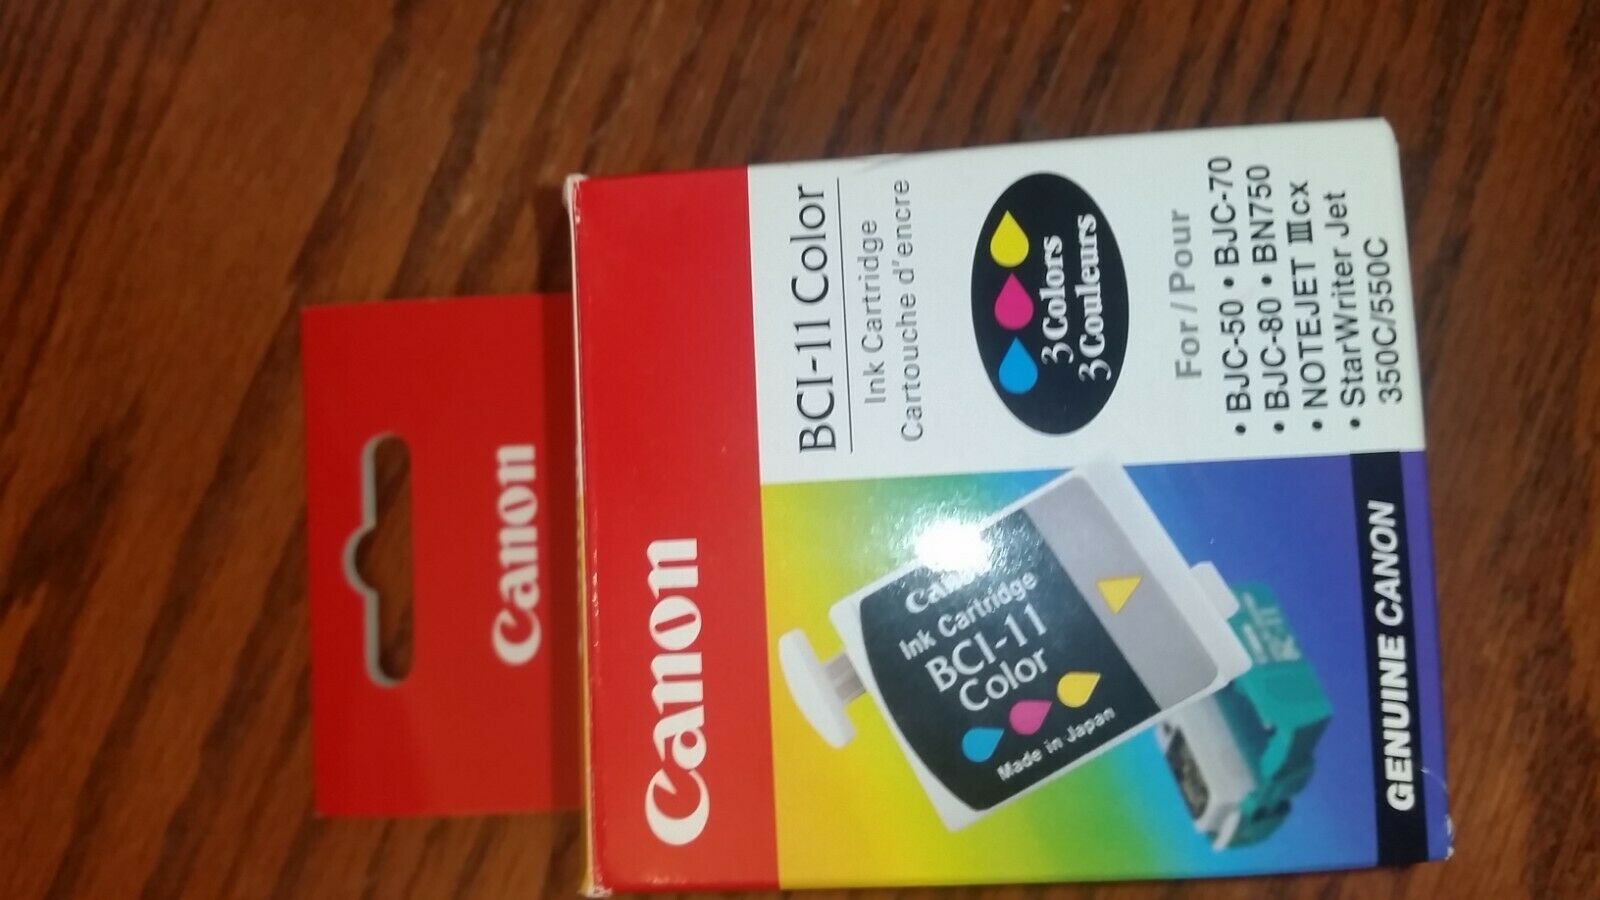 Canon
Canon
BCI-11 Color
Ink Cartridge
Cartouche d'encre
3 Colors
3 Couleurs
For/Pour
• BJC-50 • BJC-70
• BJC-80 • BN750
• NOTEJET IIIcx
• StarWriter Jet
350C/550C
Ink Cartridge
BCI-11
Color
Made in Japan
GENUINE CANON